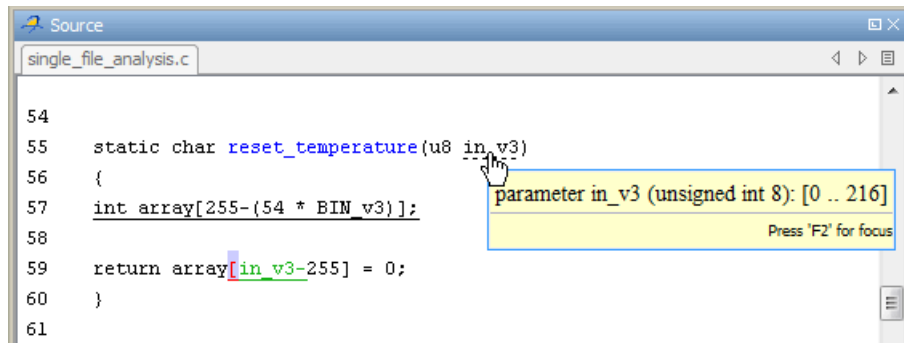 Source
single_file_analysis.c
54
55 static char reset_temperature(u8 in_v3)
56 {
parameter in_v3 (unsigned int 8): [0 .. 216]
57 int array[255-(54 * BIN_v3)];
Press 'F2' for focus
58
59 return array[in_v3-255] = 0;
60 }
61